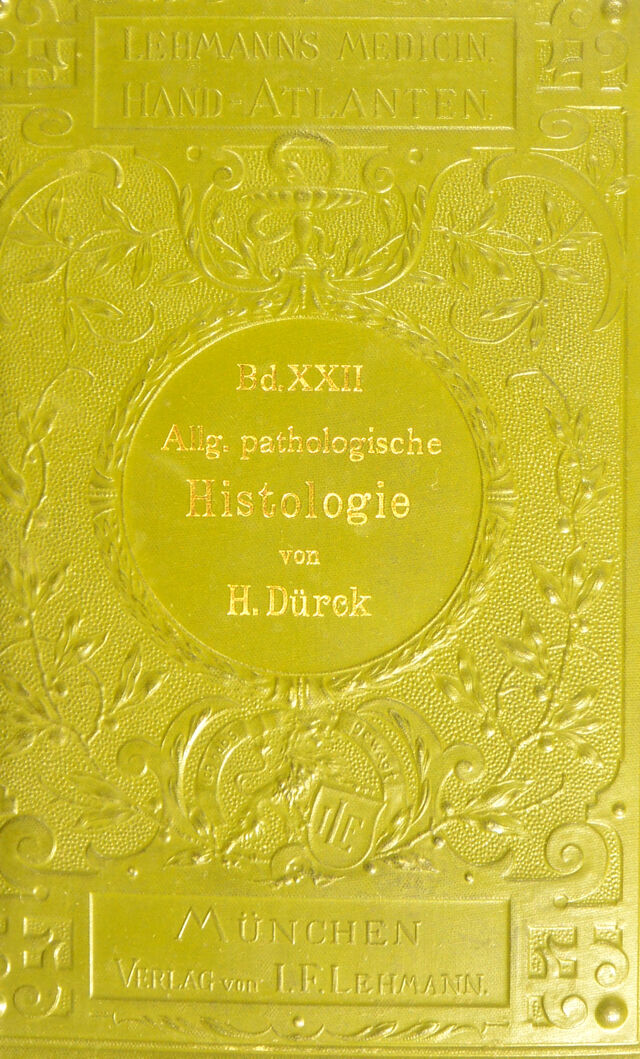 LEHMANN'S MEDICIN.
HAND-ATLANTEN.
Bd. XXII
Allg. pathologische
Histologie
von
H. Dürck
MÜNCHEN
VERLAG von I.F. LEHMANN.